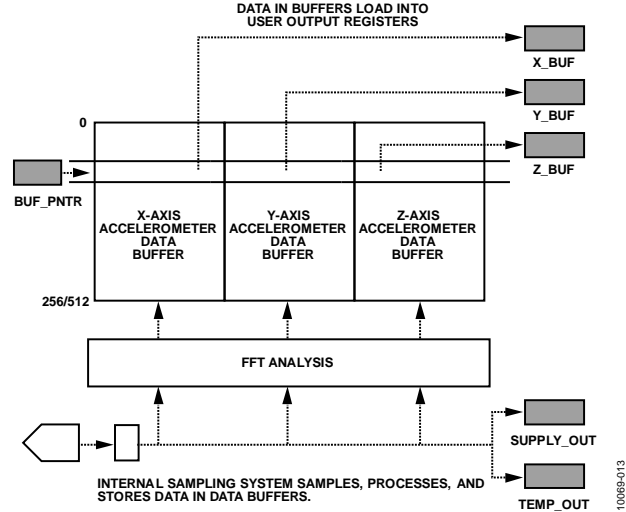 DATA IN BUFFERS LOAD INTO
USER OUTPUT REGISTERS
X_BUF
Y_BUF
0
Z_BUF
BUF_PNTR
X-AXIS
ACCELEROMETER
DATA
BUFFER
Y-AXIS
ACCELEROMETER
DATA
BUFFER
Z-AXIS
ACCELEROMETER
DATA
BUFFER
256/512
FFT ANALYSIS
SUPPLY_OUT
INTERNAL SAMPLING SYSTEM SAMPLES, PROCESSES, AND
STORES DATA IN DATA BUFFERS.
TEMP_OUT
10069-013